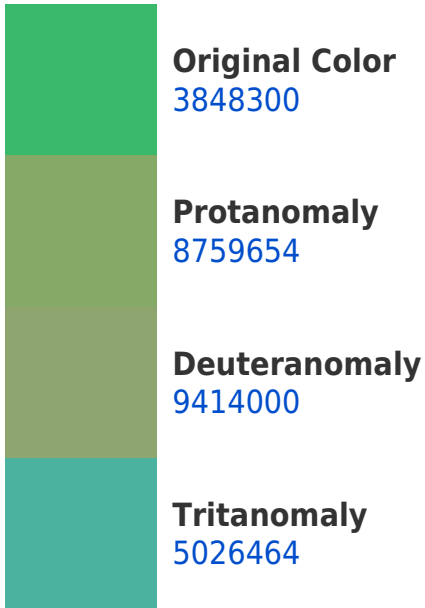 Original Color
3848300
Protanomaly
8759654
Deuteranomaly
9414000
Tritanomaly
5026464